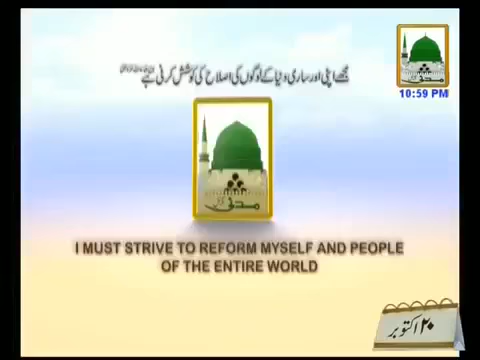 مجھے اپنی اور ساری دنیا کے لوگوں کی اصلاح کی کوشش کرنی ہے
10:59 PM
مدنی
I MUST STRIVE TO REFORM MYSELF AND PEOPLE
OF THE ENTIRE WORLD
۲۰ اکتوبر